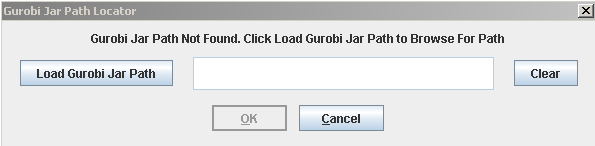 Gurobi Jar Path Locator
Gurobi Jar Path Not Found. Click Load Gurobi Jar Path to Browse For Path
Load Gurobi Jar Path Clear
OK Cancel